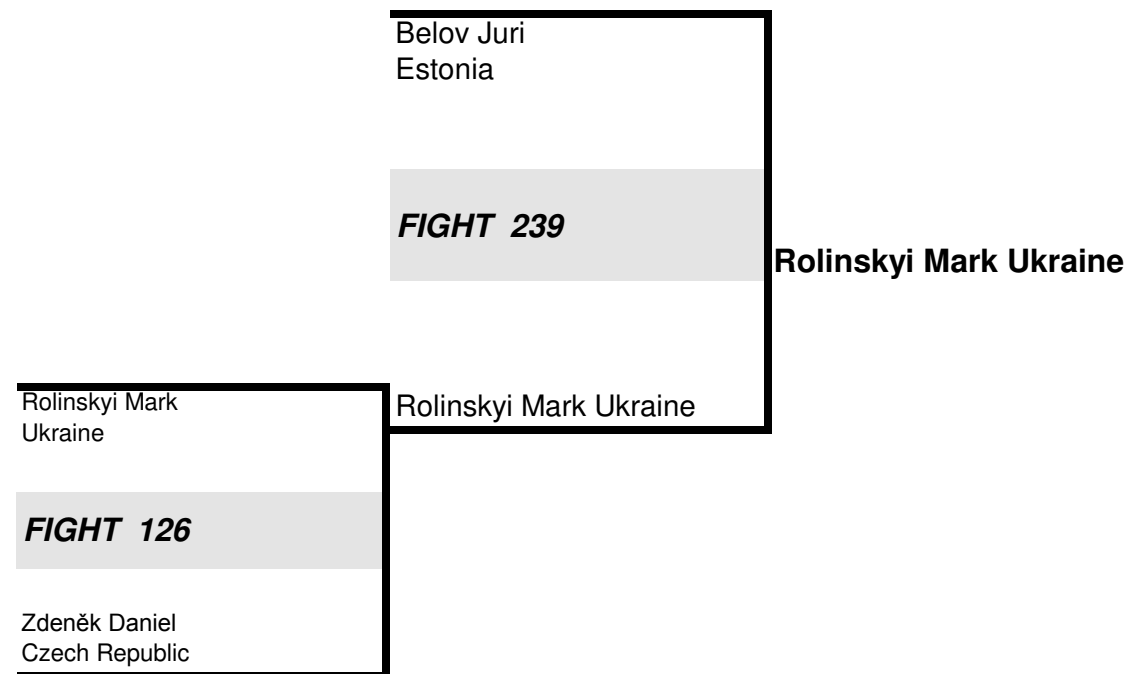 Belov Juri
Estonia
FIGHT 239
Rolinskyi Mark Ukraine
Rolinskyi Mark Ukraine
Rolinskyi Mark
Ukraine
FIGHT 126
Zdeněk Daniel
Czech Republic